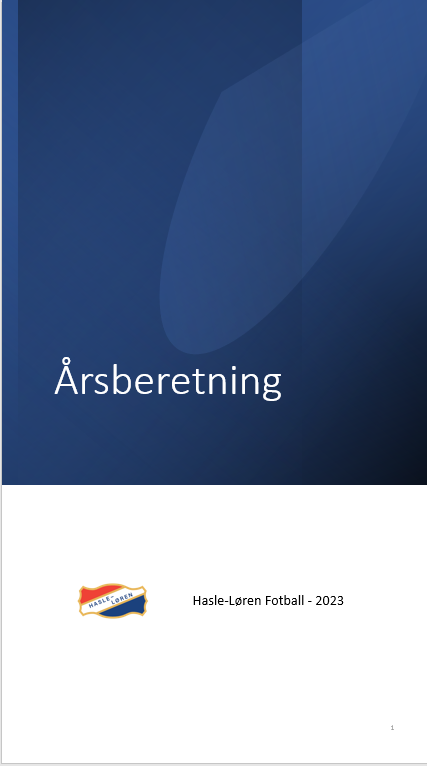 Årsberetning
HASLE-
LØREN
Hasle-Løren Fotball - 2023
1